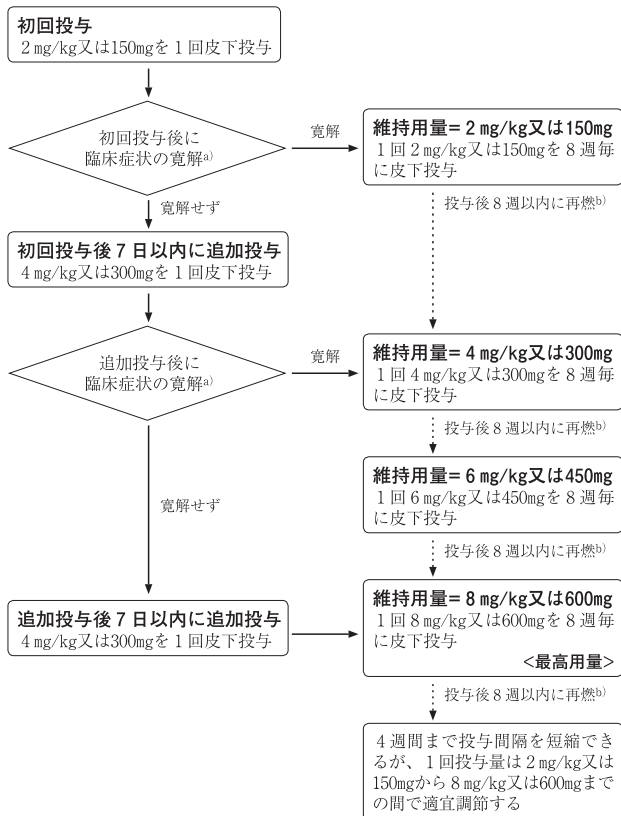 初回投与
2 mg/kg又は150mgを1回皮下投与
初回投与後に
臨床症状の寛解a)
寛解
維持用量=2 mg/kg又は150mg
1回2 mg/kg又は150mgを8週毎
に皮下投与
寛解せず
投与後8週以内に再燃b)
初回投与後7日以内に追加投与
4 mg/kg又は300mgを1回皮下投与
追加投与後に
臨床症状の寛解a)
寛解
維持用量=4 mg/kg又は300mg
1回4 mg/kg又は300mgを8週毎
に皮下投与
投与後8週以内に再燃b)
維持用量=6 mg/kg又は450mg
1回6 mg/kg又は450mgを8週毎
に皮下投与
寛解せず
投与後8週以内に再燃b)
追加投与後7日以内に追加投与
4 mg/kg又は300mgを1回皮下投与
維持用量=8 mg/kg又は600mg
1回8 mg/kg又は600mgを8週毎
に皮下投与
<最高用量>
投与後8週以内に再燃b)
4週間まで投与間隔を短縮でき
るが、1回投与量は2 mg/kg又は
150mgから8 mg/kg又は600mgまで
の間で適宜調節する